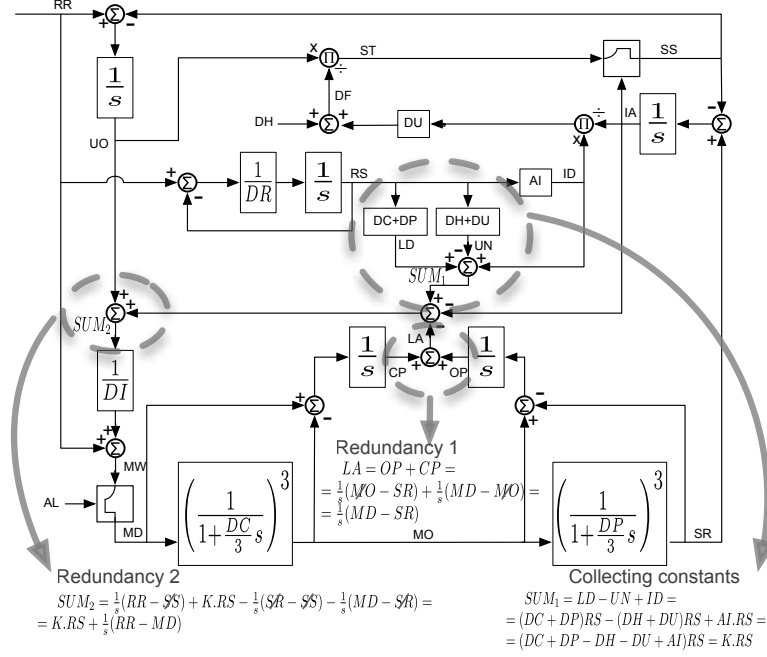 RR
+
−
1/s
UO
x
Π
÷
ST
SS
DF
DH
+
Σ
+
DU
÷
Π
x
IA
1/s
−
Σ
+
+
Σ
−
1/DR
1/s
RS
AI
ID
DC+DP
DH+DU
LD
UN
−
+
Σ
+
SUM₁
+
Σ
−
−
LA
+
+
Σ
+
SUM₂
1/DI
1/s
CP
+
Σ
+
OP
1/s
+
Σ
−
−
Σ
+
+
+
Σ
MW
AL
MD
(1/(1+DC/3 s))³
MO
(1/(1+DP/3 s))³
SR
Redundancy 1
LA = OP + CP =
= 1/s(MO − SR) + 1/s(MD − MO) =
= 1/s(MD − SR)
Redundancy 2
SUM₂ = 1/s(RR − SS) + K.RS − 1/s(SR − SS) − 1/s(MD − SR) =
= K.RS + 1/s(RR − MD)
Collecting constants
SUM₁ = LD − UN + ID =
= (DC + DP)RS − (DH + DU)RS + AI.RS =
= (DC + DP − DH − DU + AI)RS = K.RS